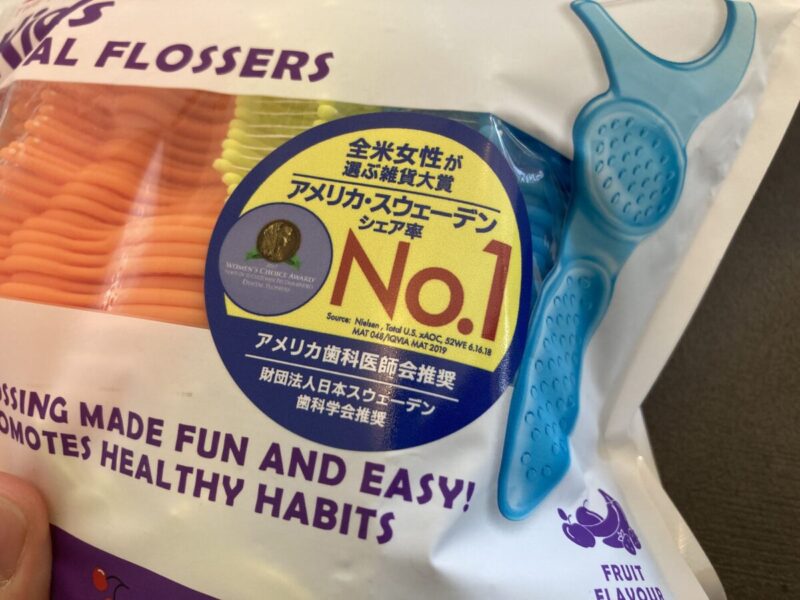 Kids
AL FLOSSERS
全米女性が
選ぶ雑貨大賞
アメリカ・スウェーデン
シェア率
No.1
WOMEN'S CHOICE AWARD
DENTAL FLOSSERS
Source: Nielsen, Total U.S. xAOC, 52WE 6.16.18
MAT 048/IQVIA MAT 2019
アメリカ歯科医師会推奨
財団法人日本スウェーデン
歯科学会推奨
OSSING MADE FUN AND EASY!
OMOTES HEALTHY HABITS
FRUIT
FLAVOUR